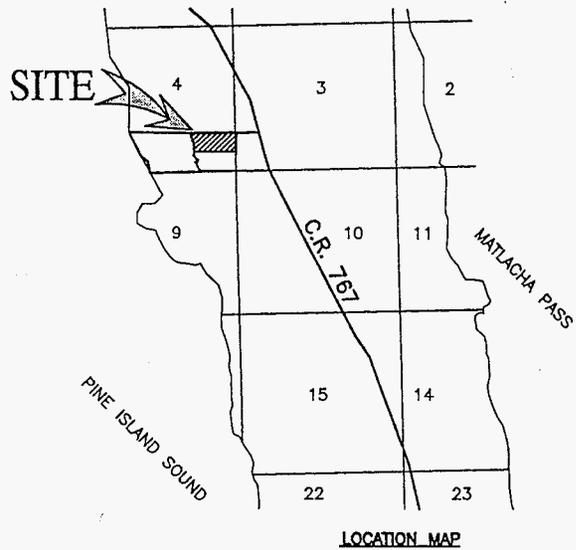 4
3
2
SITE
9
C.R. 767
10
11
MATLACHA PASS
15
14
PINE ISLAND SOUND
22
23
LOCATION MAP